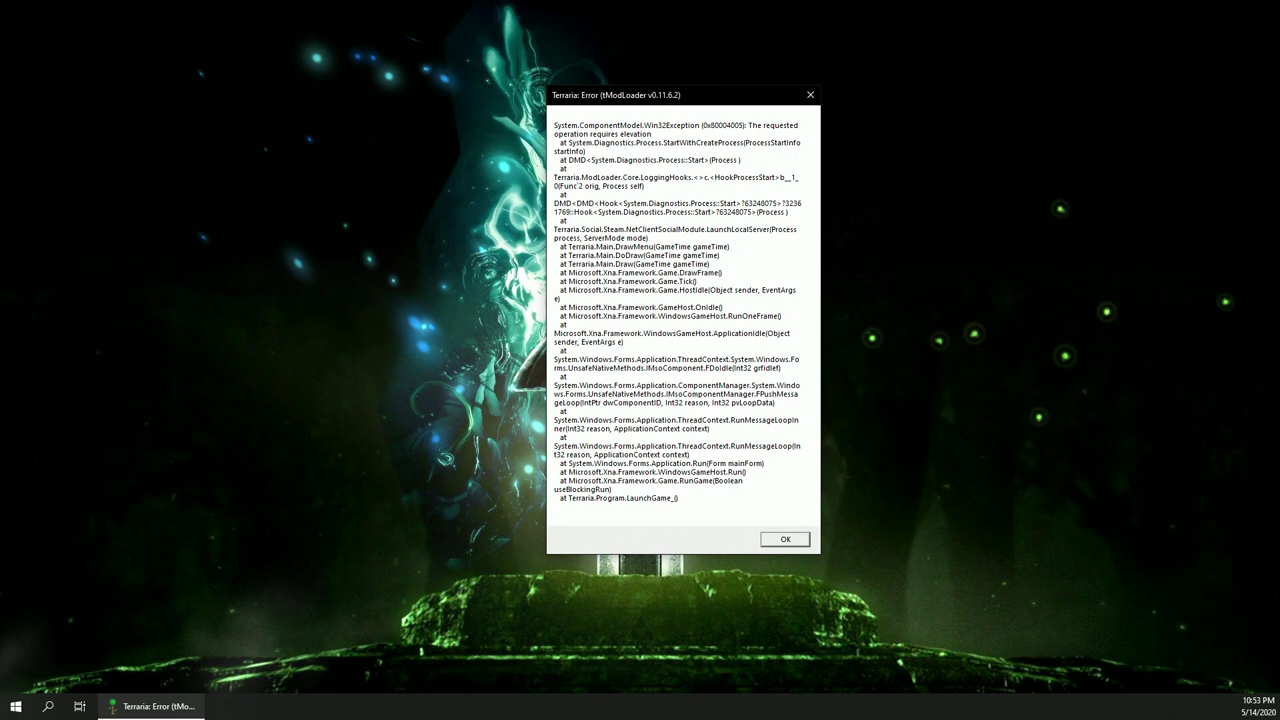 Terraria: Error (tModLoader v0.11.6.2)
System.ComponentModel.Win32Exception (0x80004005): The requested
operation requires elevation
at System.Diagnostics.Process.StartWithCreateProcess(ProcessStartInfo
startInfo)
at DMD<System.Diagnostics.Process::Start>(Process )
at
Terraria.ModLoader.Core.LoggingHooks.<>c.<HookProcessStart>b__1_
0(Func`2 orig, Process self)
at
DMD<DMD<Hook<System.Diagnostics.Process::Start>?63248075>?3236
1769::Hook<System.Diagnostics.Process::Start>?63248075>(Process )
at
Terraria.Social.Steam.NetClientSocialModule.LaunchLocalServer(Process
process, ServerMode mode)
at Terraria.Main.DrawMenu(GameTime gameTime)
at Terraria.Main.DoDraw(GameTime gameTime)
at Terraria.Main.Draw(GameTime gameTime)
at Microsoft.Xna.Framework.Game.DrawFrame()
at Microsoft.Xna.Framework.Game.Tick()
at Microsoft.Xna.Framework.Game.HostIdle(Object sender, EventArgs
e)
at Microsoft.Xna.Framework.GameHost.OnIdle()
at Microsoft.Xna.Framework.WindowsGameHost.RunOneFrame()
at
Microsoft.Xna.Framework.WindowsGameHost.ApplicationIdle(Object
sender, EventArgs e)
at
System.Windows.Forms.Application.ThreadContext.System.Windows.Fo
rms.UnsafeNativeMethods.IMsoComponent.FDoIdle(Int32 grfidlef)
at
System.Windows.Forms.Application.ComponentManager.System.Windo
ws.Forms.UnsafeNativeMethods.IMsoComponentManager.FPushMessa
geLoop(IntPtr dwComponentID, Int32 reason, Int32 pvLoopData)
at
System.Windows.Forms.Application.ThreadContext.RunMessageLoopIn
ner(Int32 reason, ApplicationContext context)
at
System.Windows.Forms.Application.ThreadContext.RunMessageLoop(In
t32 reason, ApplicationContext context)
at System.Windows.Forms.Application.Run(Form mainForm)
at Microsoft.Xna.Framework.WindowsGameHost.Run()
at Microsoft.Xna.Framework.Game.RunGame(Boolean
useBlockingRun)
at Terraria.Program.LaunchGame_()
OK
Terraria: Error (tMo...
10:53 PM
5/14/2020